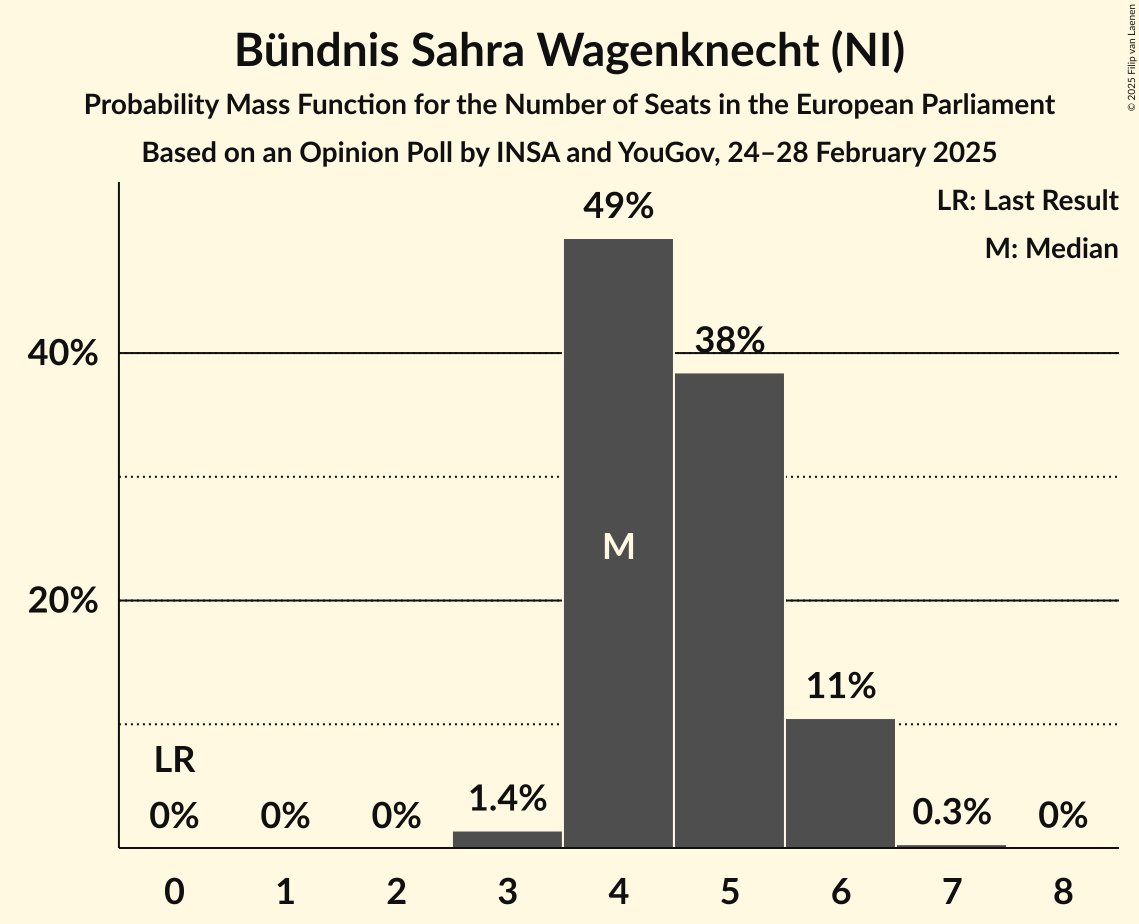 Bündnis Sahra Wagenknecht (NI)
Probability Mass Function for the Number of Seats in the European Parliament
Based on an Opinion Poll by INSA and YouGov, 24–28 February 2025
© 2025 Filip van Laenen
LR: Last Result
M: Median
49%
40%
38%
M
20%
11%
LR
0%
0%
0%
1.4%
0.3%
0%
0
1
2
3
4
5
6
7
8